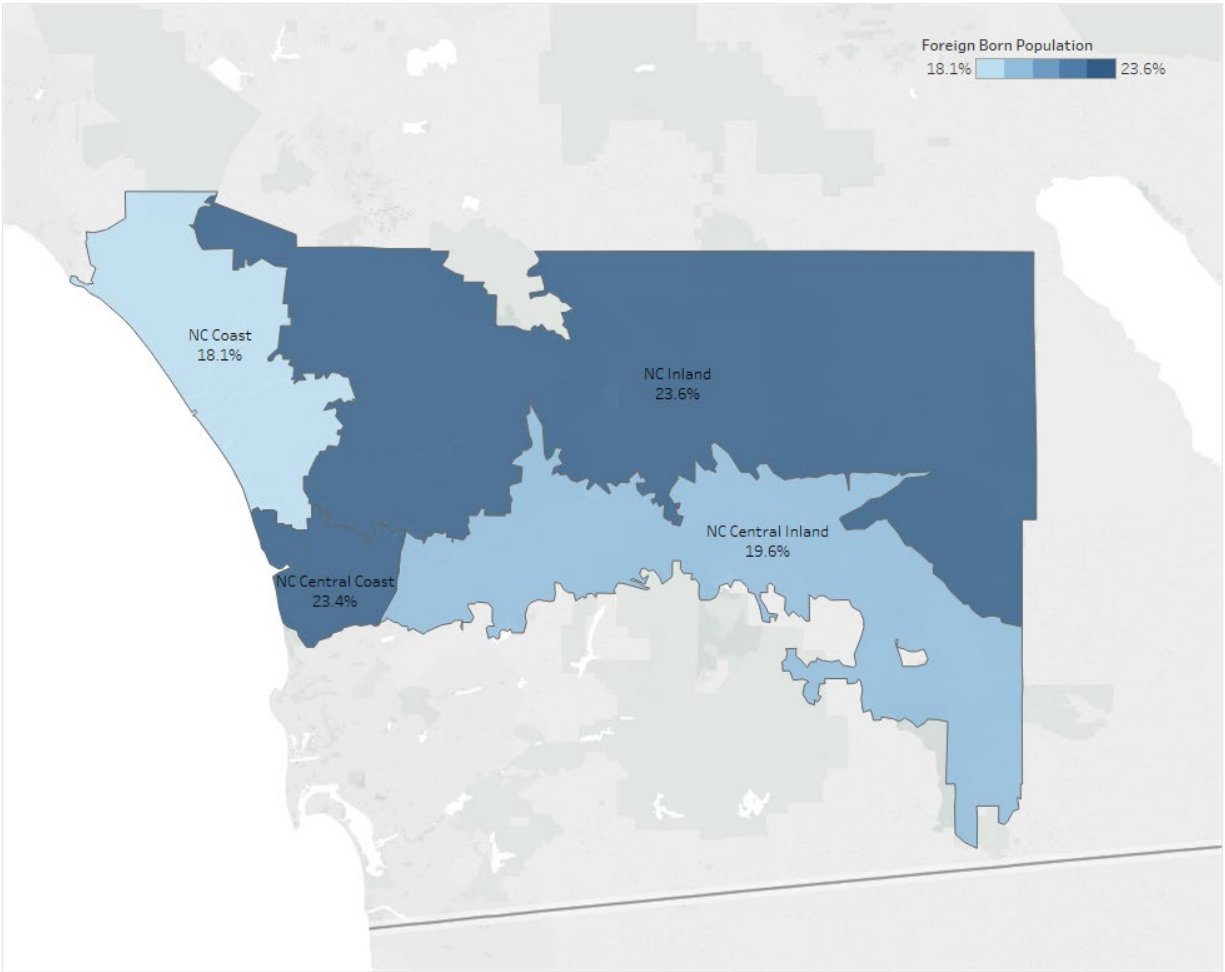 Foreign Born Population
18.1% 23.6%
NC Coast
18.1%
NC Inland
23.6%
NC Central Inland
19.6%
NC Central Coast
23.4%